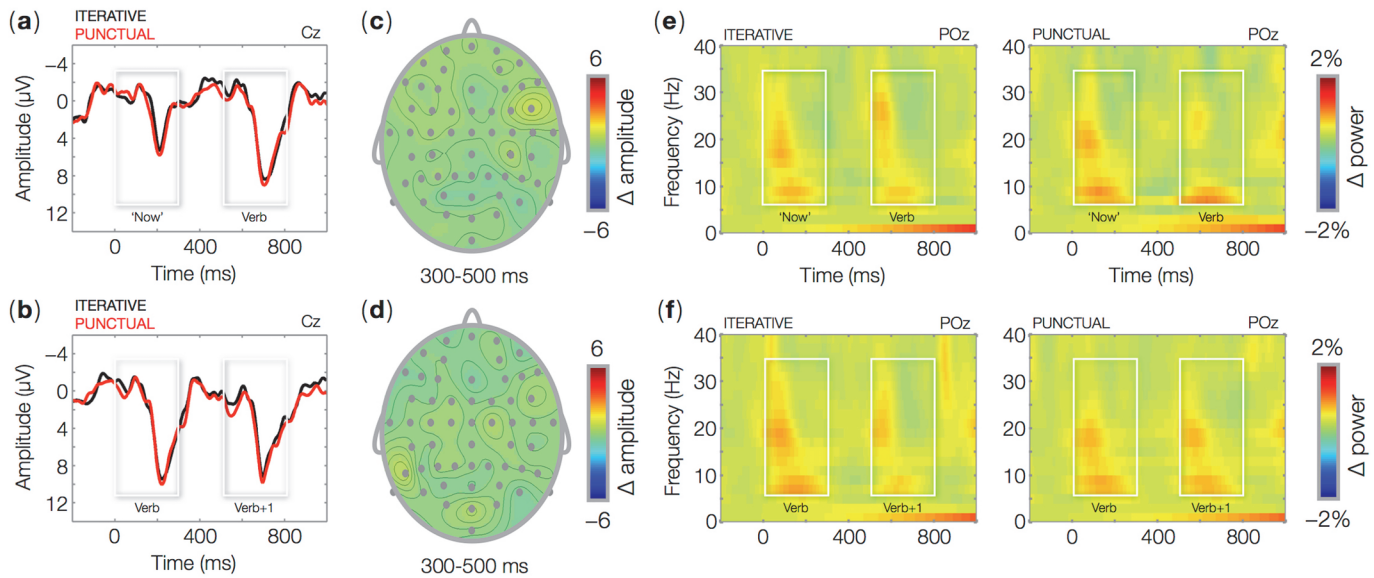 (a)
ITERATIVE
PUNCTUAL
Cz
Amplitude (µV)
−4
0
4
8
12
'Now'
Verb
0
400
800
Time (ms)
(c)
6
Δ amplitude
−6
300-500 ms
(e)
ITERATIVE
POz
Frequency (Hz)
40
30
20
10
0
'Now'
Verb
0
400
800
Time (ms)
PUNCTUAL
POz
40
30
20
10
0
'Now'
Verb
0
400
800
Time (ms)
2%
Δ power
−2%
(b)
ITERATIVE
PUNCTUAL
Cz
Amplitude (µV)
−4
0
4
8
12
Verb
Verb+1
0
400
800
Time (ms)
(d)
6
Δ amplitude
−6
300-500 ms
(f)
ITERATIVE
POz
Frequency (Hz)
40
30
20
10
0
Verb
Verb+1
0
400
800
Time (ms)
PUNCTUAL
POz
40
30
20
10
0
Verb
Verb+1
0
400
800
Time (ms)
2%
Δ power
−2%